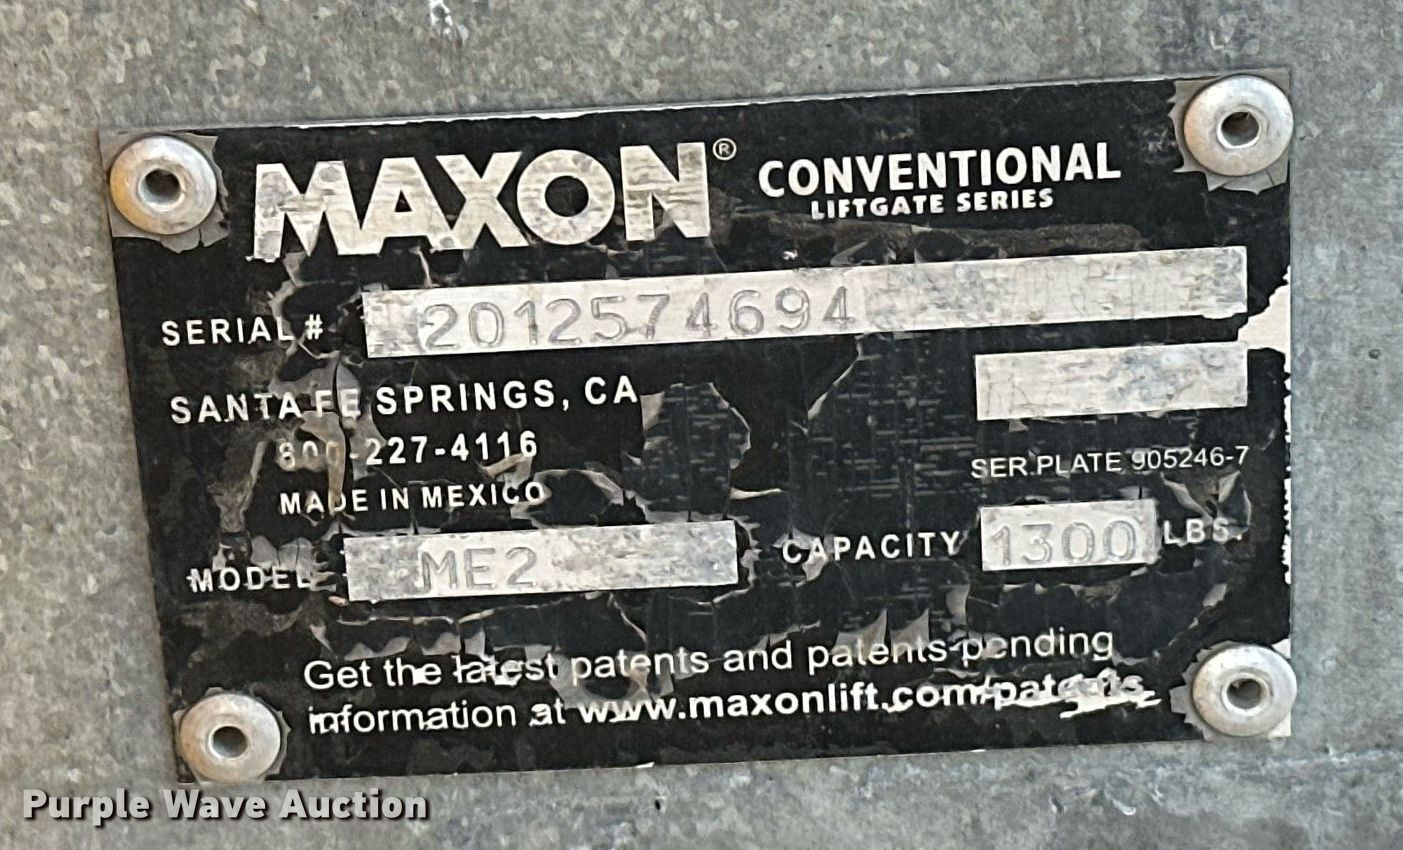 MAXON® CONVENTIONAL
LIFTGATE SERIES
SERIAL # 2012574694
SANTA FE SPRINGS, CA
800-227-4116
MADE IN MEXICO
SER.PLATE 905246-7
MODEL ME2 CAPACITY 1300 LBS.
Get the latest patents and patents-pending
information at www.maxonlift.com/patents
Purple Wave Auction